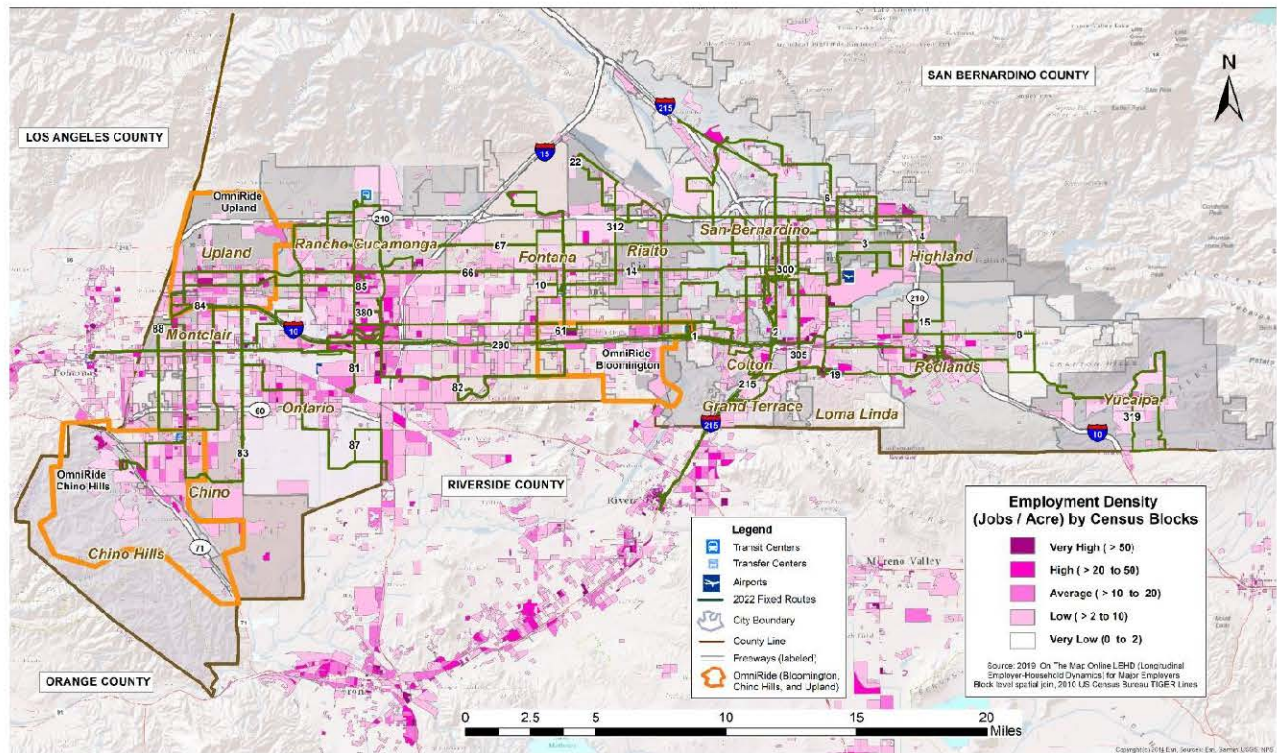 SAN BERNARDINO COUNTY
N
LOS ANGELES COUNTY
215
15
22
OmniRide
Upland
210
6
312
San Bernardino
Rancho Cucamonga
67
Upland
Fontana
Rialto
3
4
Highland
14
300
66
10
85
210
84
380
88
10
Montclair
61
15
8
290
1
2
OmniRide
Bloomington
305
Pomona
81
Colton
19
Redlands
82
215
Yucaipa
60
Ontario
Grand Terrace
Loma Linda
319
215
10
87
83
OmniRide
Chino Hills
Chino
RIVERSIDE COUNTY
71
Chino Hills
Moreno Valley
ORANGE COUNTY
Legend
Transit Centers
Transfer Centers
Airports
2022 Fixed Routes
City Boundary
County Line
Freeways (labeled)
OmniRide (Bloomington,
Chino Hills, and Upland)
Employment Density
(Jobs / Acre) by Census Blocks
Very High ( > 50)
High ( > 20 to 50)
Average ( > 10 to 20)
Low ( > 2 to 10)
Very Low (0 to 2)
Source: 2019 On The Map Online LEHD (Longitudinal
Employer-Household Dynamics) for Major Employers
Block level spatial join, 2010 US Census Bureau TIGER Lines
0 2.5 5 10 15 20
Miles